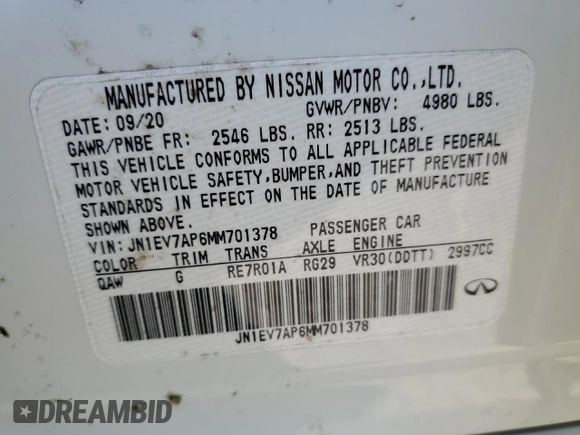 MANUFACTURED BY NISSAN MOTOR CO.,LTD.
DATE: 09/20 GVWR/PNBV: 4980 LBS.
GAWR/PNBE FR: 2546 LBS. RR: 2513 LBS.
THIS VEHICLE CONFORMS TO ALL APPLICABLE FEDERAL
MOTOR VEHICLE SAFETY,BUMPER,AND THEFT PREVENTION
STANDARDS IN EFFECT ON THE DATE OF MANUFACTURE
SHOWN ABOVE.
VIN: JN1EV7AP6MM701378 PASSENGER CAR
COLOR TRIM TRANS AXLE ENGINE
QAW G RE7R01A RG29 VR30(DDTT) 2997CC
JN1EV7AP6MM701378
DREAMBID